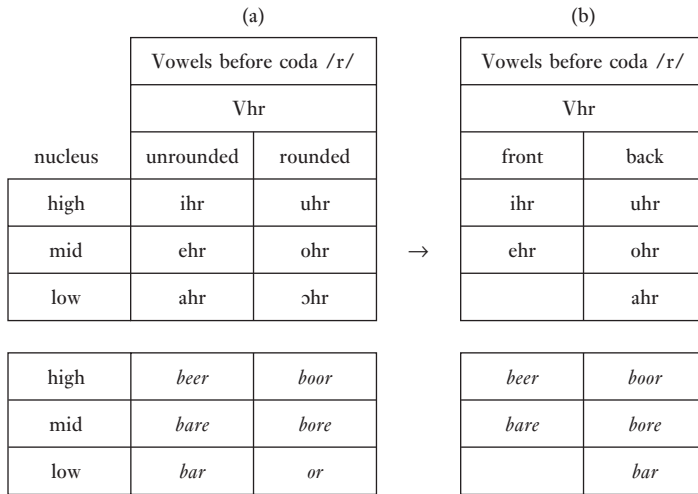 (a) (b)
Vowels before coda /r/ Vowels before coda /r/
Vhr Vhr
nucleus unrounded rounded front back
high ihr uhr ihr uhr
mid ehr ohr → ehr ohr
low ahr ɔhr ahr
high beer boor beer boor
mid bare bore bare bore
low bar or bar